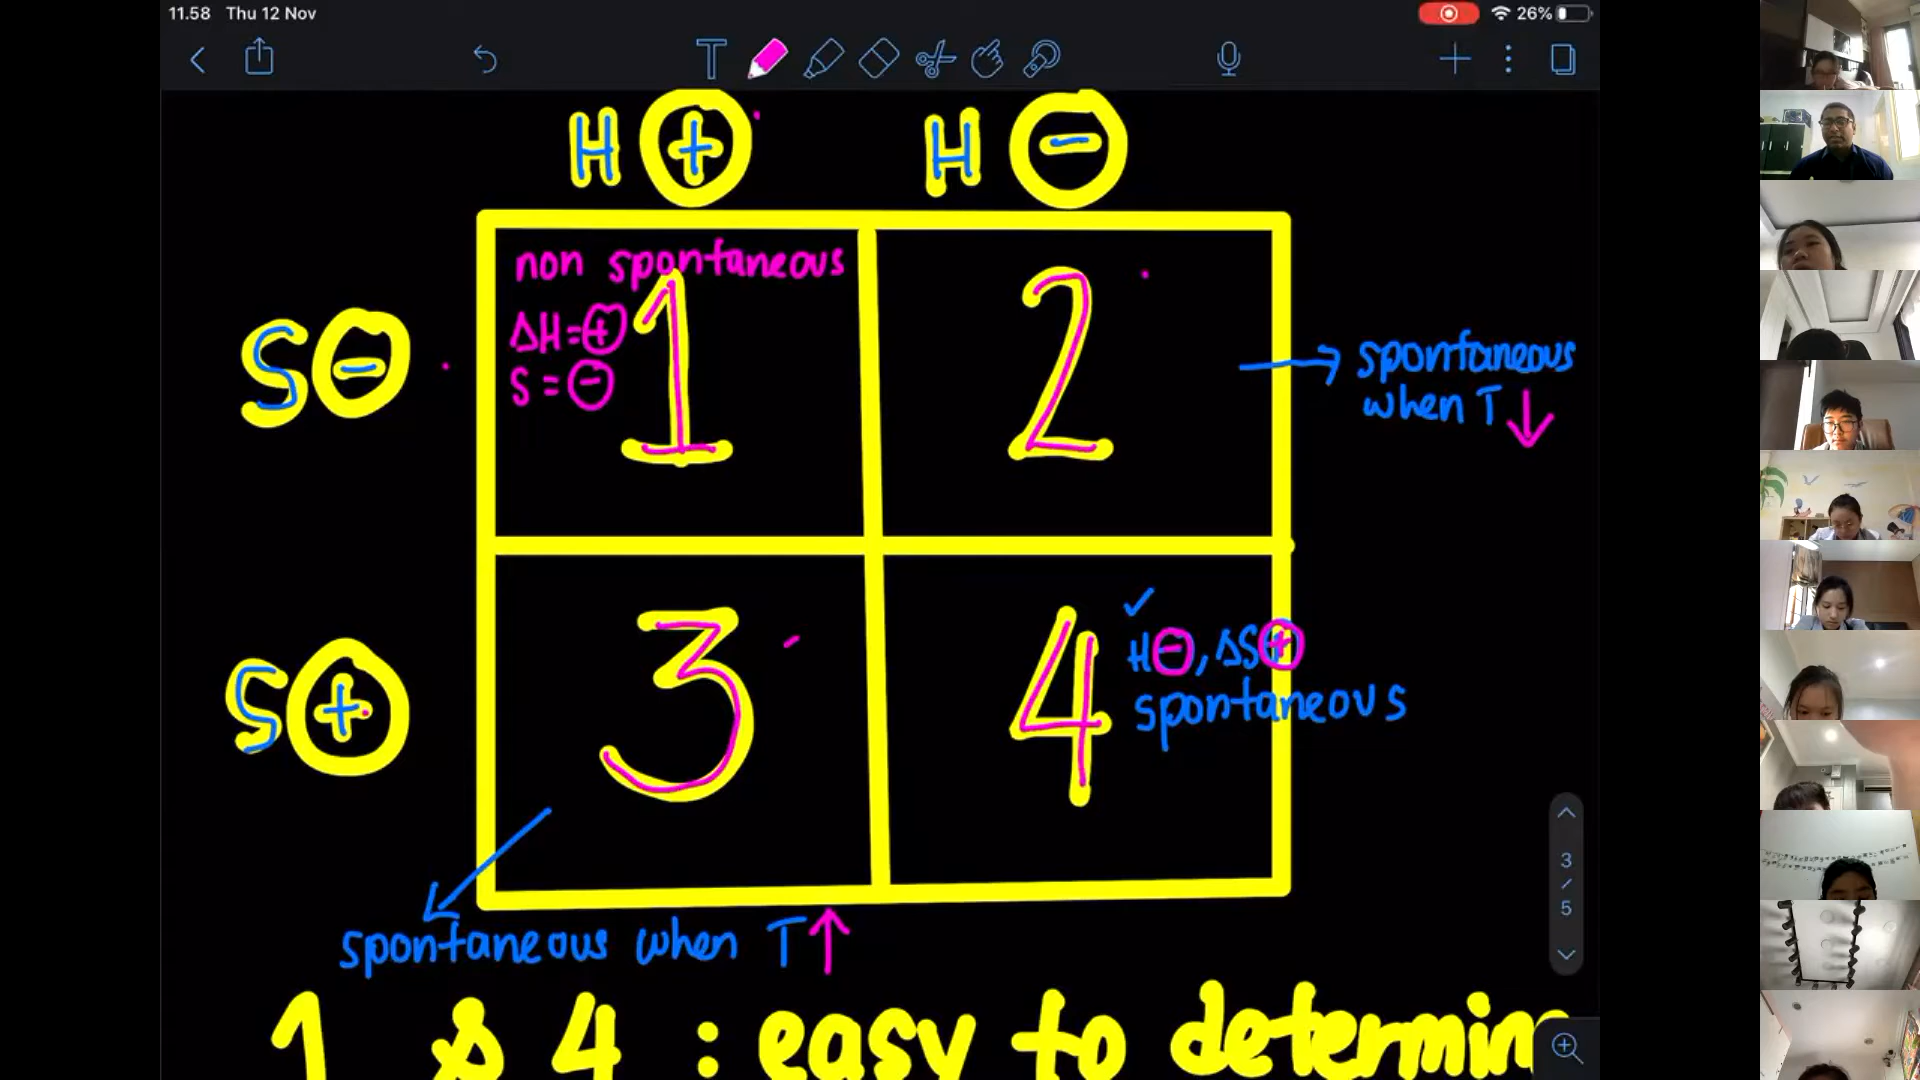 11.58 Thu 12 Nov
26%
T
H + H -
non spontaneous
ΔH=+
S = -
1
2
S -
spontaneous
when T ↓
S +
3
4
✓
H -, ΔS +
spontaneous
spontaneous when T ↑
3
/
5
1 & 4 : easy to determin